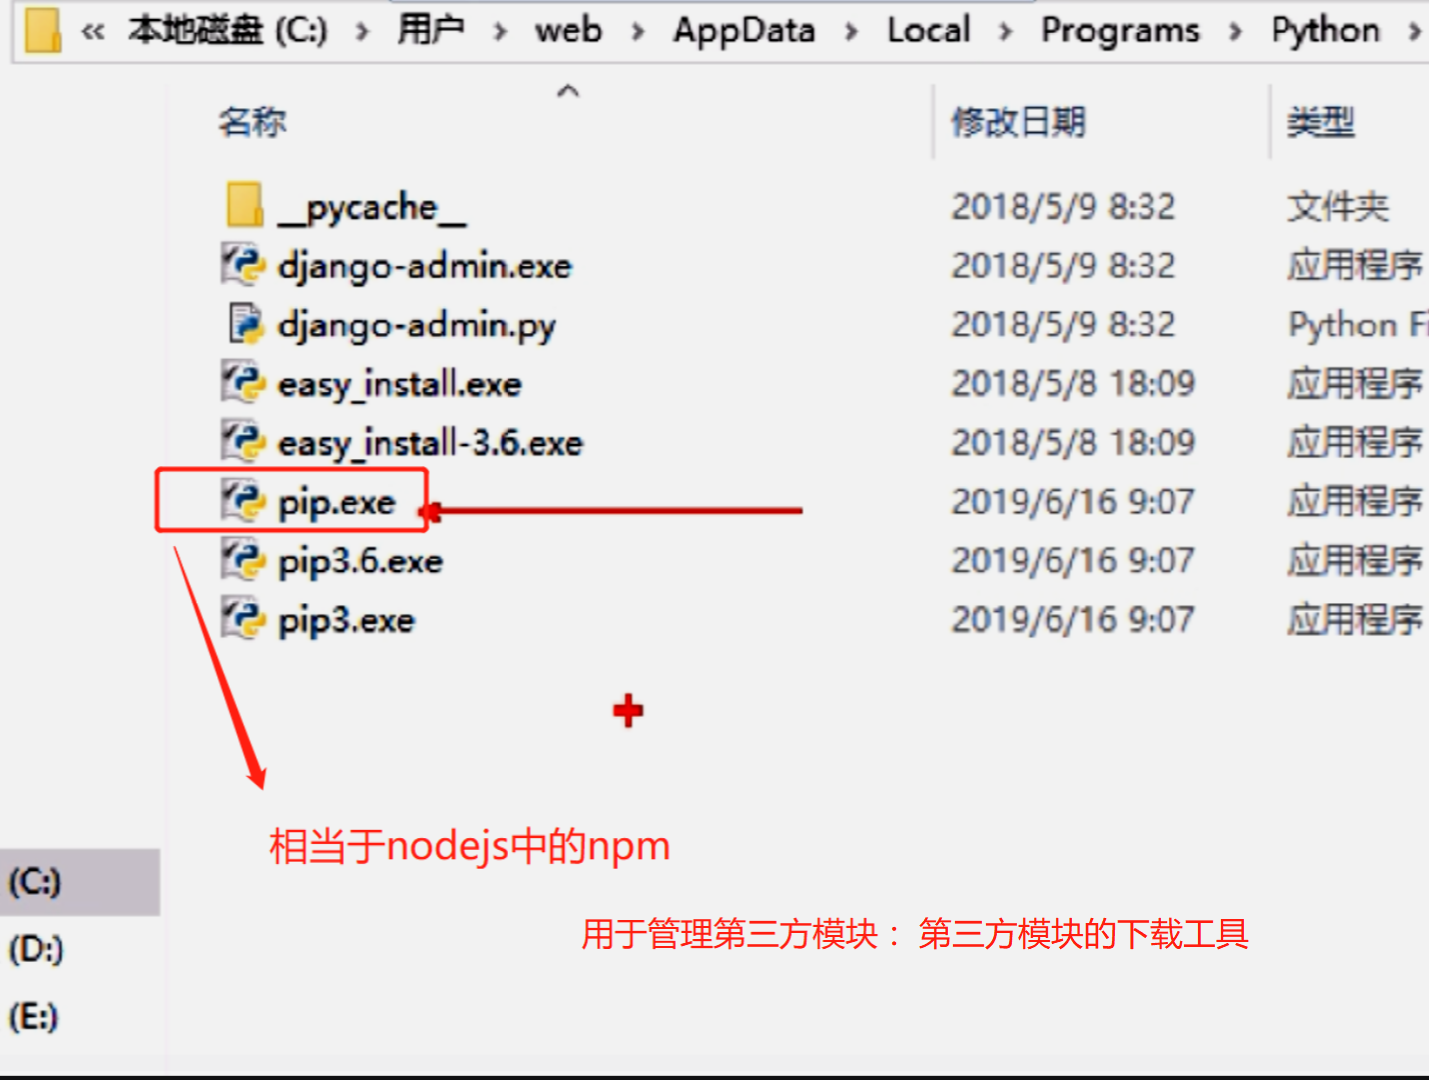 « 本地磁盘 (C:) › 用户 › web › AppData › Local › Programs › Python ›
名称 修改日期 类型
__pycache__ 2018/5/9 8:32 文件夹
django-admin.exe 2018/5/9 8:32 应用程序
django-admin.py 2018/5/9 8:32 Python Fi
easy_install.exe 2018/5/8 18:09 应用程序
easy_install-3.6.exe 2018/5/8 18:09 应用程序
pip.exe 2019/6/16 9:07 应用程序
pip3.6.exe 2019/6/16 9:07 应用程序
pip3.exe 2019/6/16 9:07 应用程序
相当于nodejs中的npm
(C:)
用于管理第三方模块： 第三方模块的下载工具
(D:)
(E:)